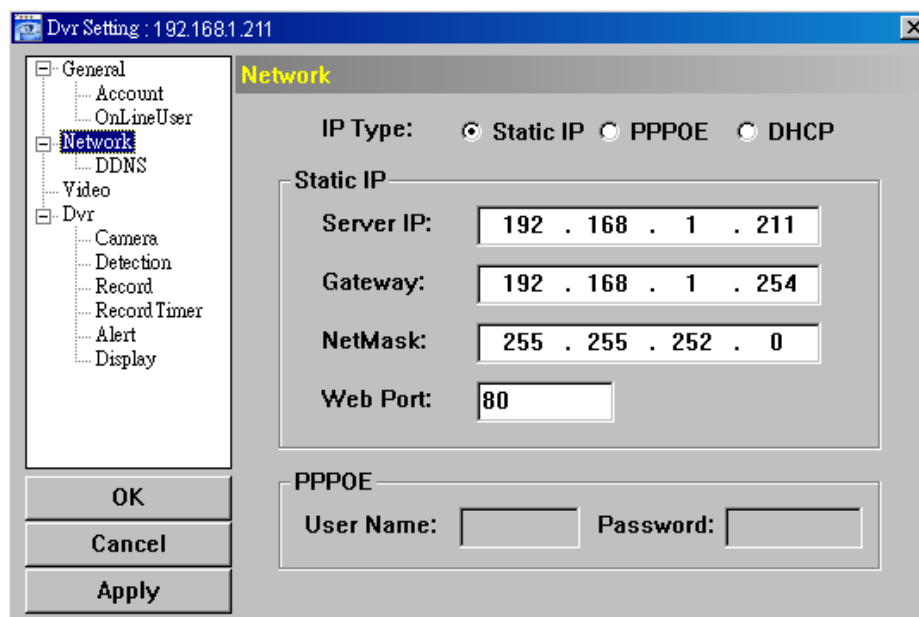 Dvr Setting : 192.168.1.211
General
Account
OnLineUser
Network
DDNS
Video
Dvr
Camera
Detection
Record
Record Timer
Alert
Display
OK
Cancel
Apply
Network
IP Type: Static IP PPPOE DHCP
Static IP
Server IP: 192 . 168 . 1 . 211
Gateway: 192 . 168 . 1 . 254
NetMask: 255 . 255 . 252 . 0
Web Port: 80
PPPOE
User Name: Password: